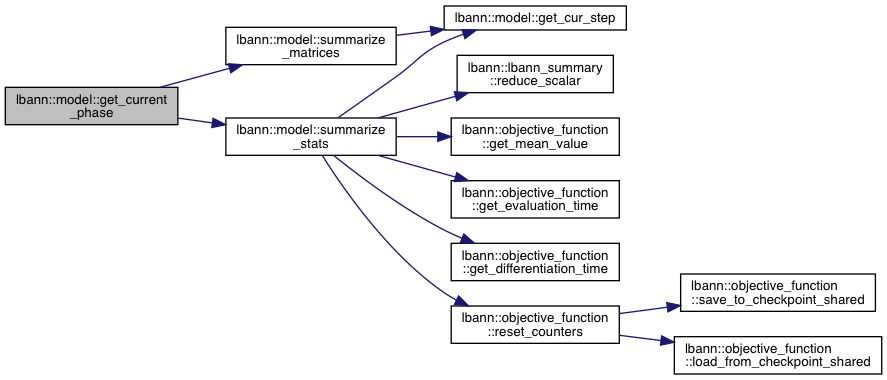 lbann::model::get_current
_phase
lbann::model::summarize
_matrices
lbann::model::summarize
_stats
lbann::model::get_cur_step
lbann::lbann_summary
::reduce_scalar
lbann::objective_function
::get_mean_value
lbann::objective_function
::get_evaluation_time
lbann::objective_function
::get_differentiation_time
lbann::objective_function
::reset_counters
lbann::objective_function
::save_to_checkpoint_shared
lbann::objective_function
::load_from_checkpoint_shared